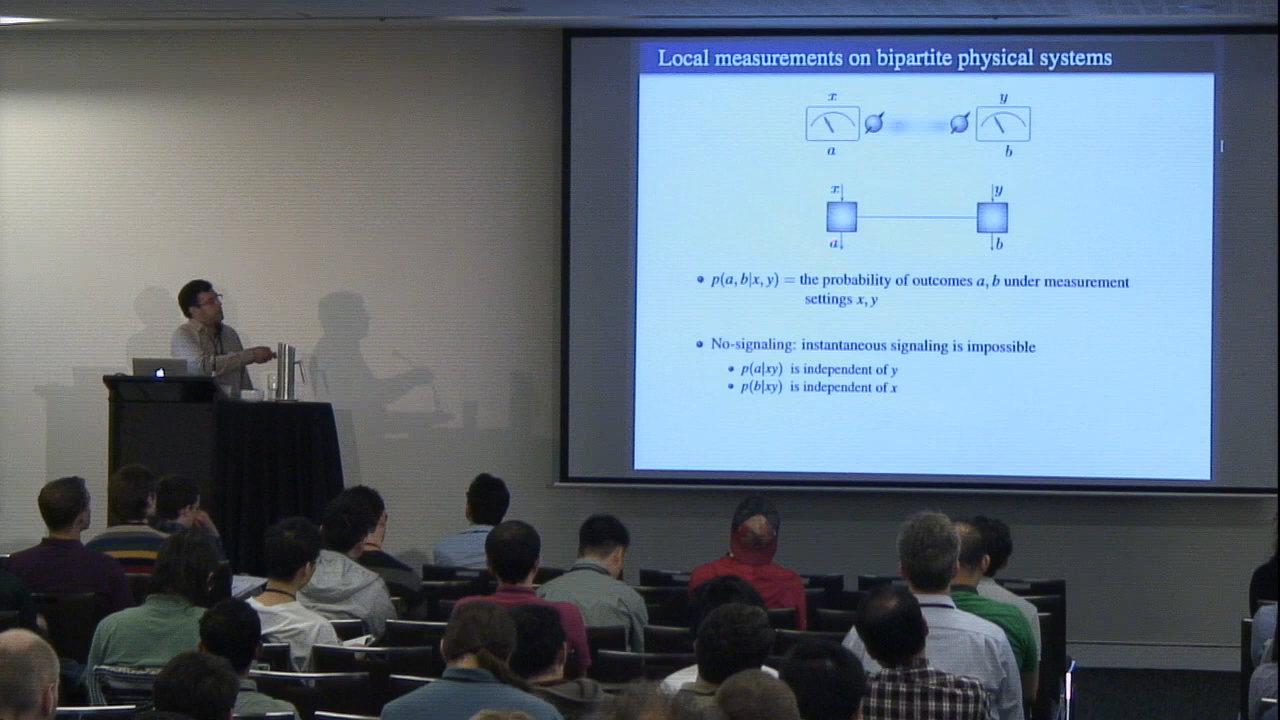 Local measurements on bipartite physical systems
x y
a b
x y
a b
• p(a, b|x, y) = the probability of outcomes a, b under measurement
settings x, y
• No-signaling: instantaneous signaling is impossible
• p(a|xy) is independent of y
• p(b|xy) is independent of x